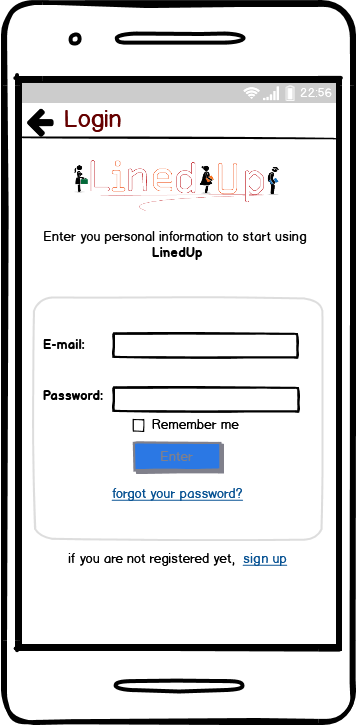 22:56
Login
LinedUp
Enter you personal information to start using
LinedUp
E-mail:
Password:
Remember me
Enter
forgot your password?
if you are not registered yet, sign up